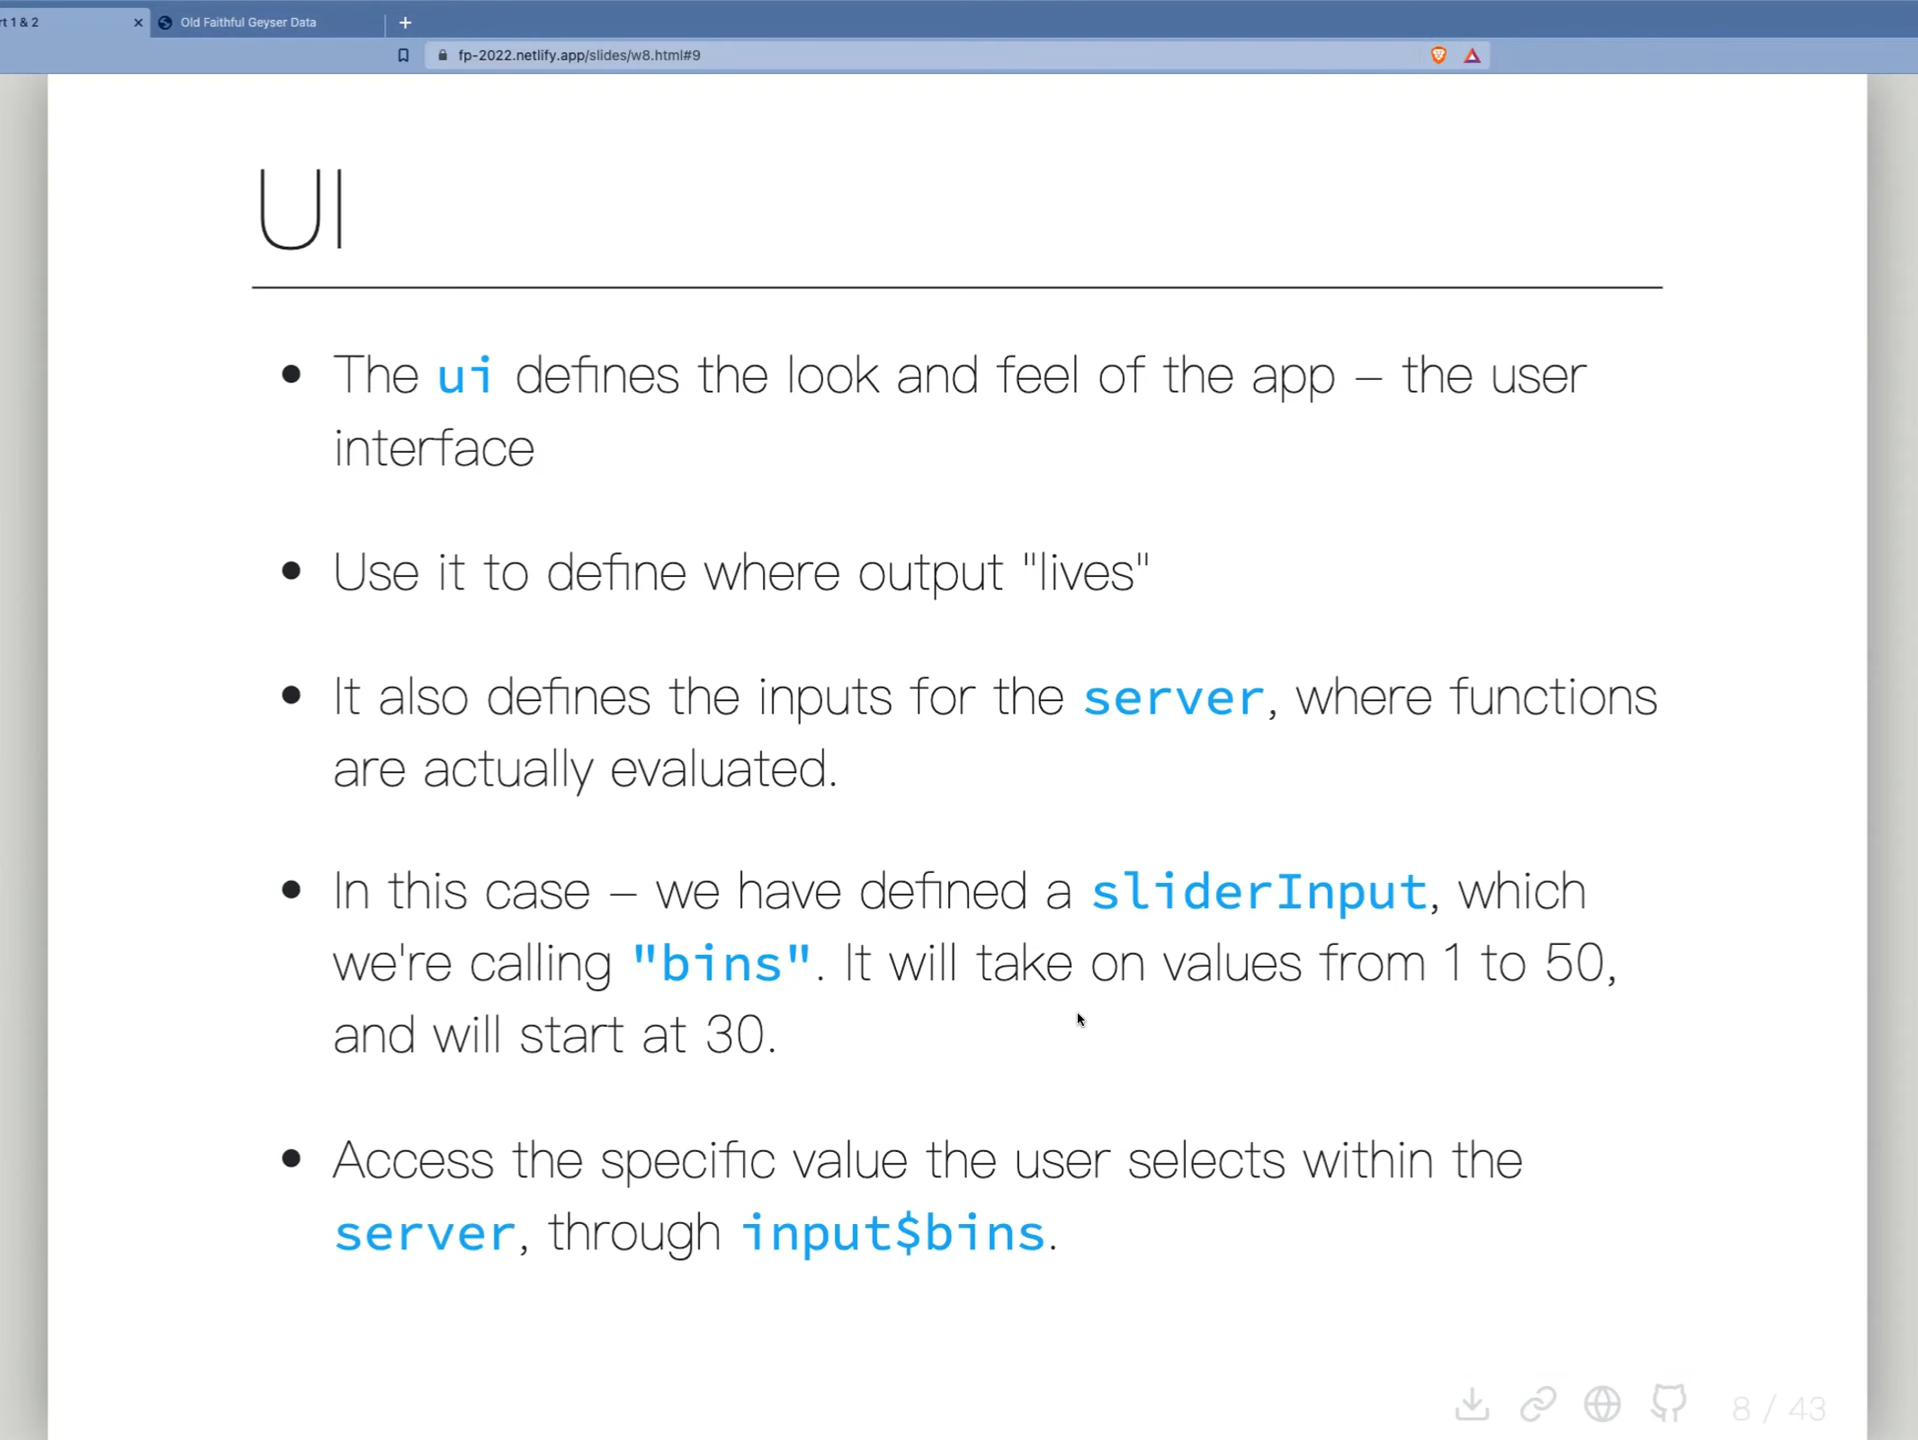 rt 1 & 2
Old Faithful Geyser Data
fp-2022.netlify.app/slides/w8.html#9
UI
The ui defines the look and feel of the app – the user
interface
Use it to define where output "lives"
It also defines the inputs for the server, where functions
are actually evaluated.
In this case – we have defined a sliderInput, which
we're calling "bins". It will take on values from 1 to 50,
and will start at 30.
Access the specific value the user selects within the
server, through input$bins.
8 / 43